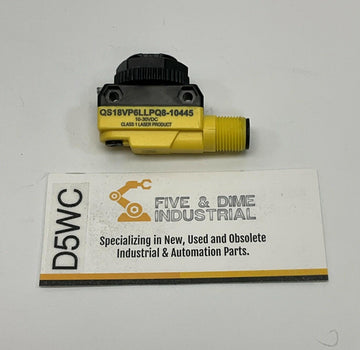 QS18VP6LLPQ8-10445
10-30VDC
CLASS 1 LASER PRODUCT
D5WC
FIVE & DIME
INDUSTRIAL
Specializing in New, Used and Obsolete
Industrial & Automation Parts.